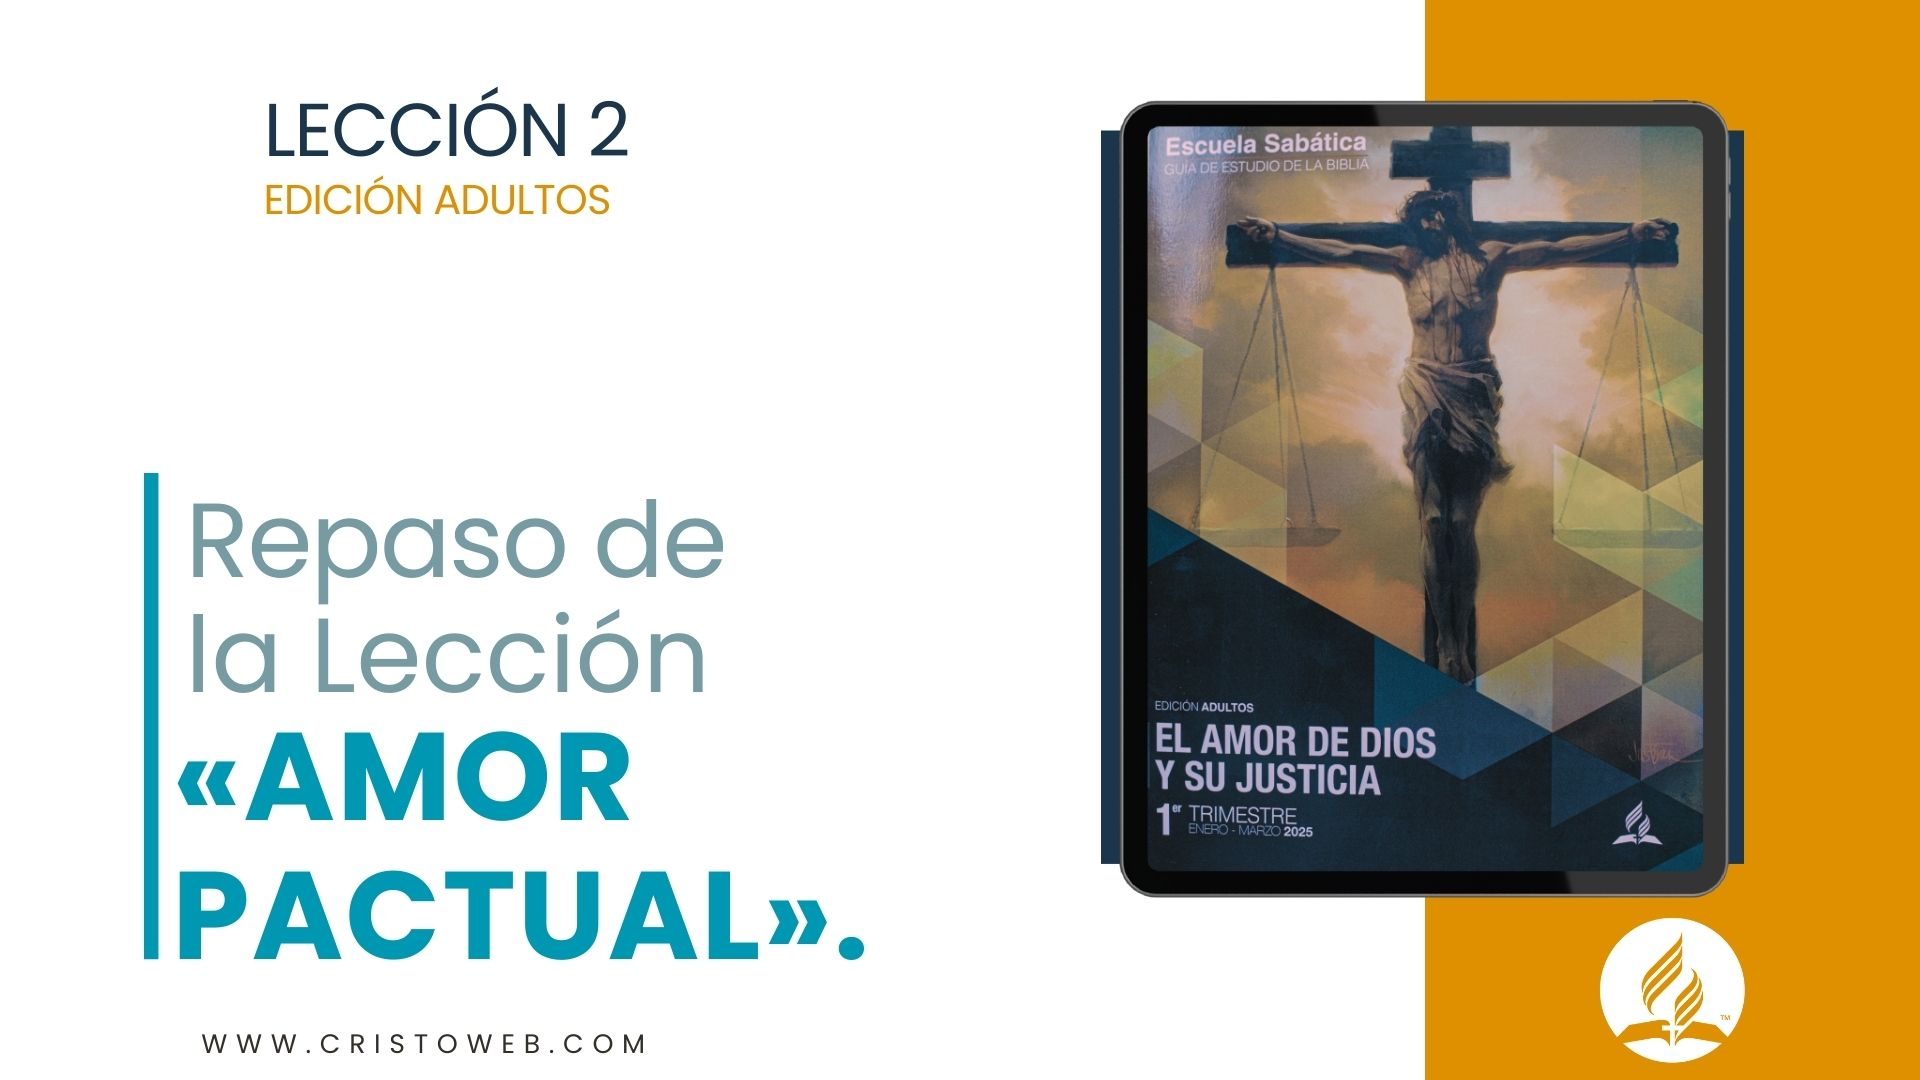 LECCIÓN 2
EDICIÓN ADULTOS
Repaso de
la Lección
«AMOR
PACTUAL».
WWW.CRISTOWEB.COM
Escuela Sabática
GUÍA DE ESTUDIO DE LA BIBLIA
EDICIÓN ADULTOS
EL AMOR DE DIOS
Y SU JUSTICIA
1er TRIMESTRE
ENERO - MARZO 2025
TM